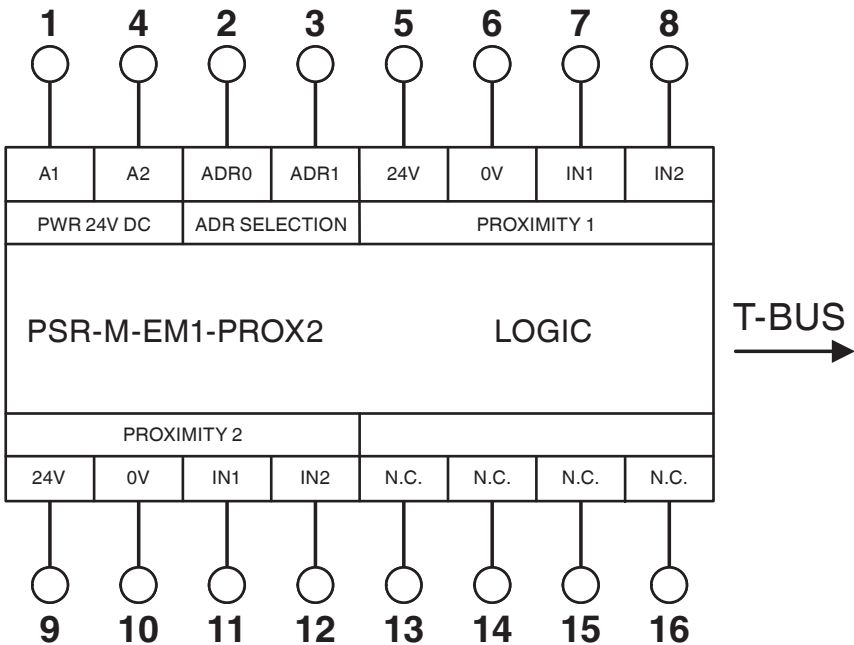 1 4 2 3 5 6 7 8
A1 A2 ADR0 ADR1 24V 0V IN1 IN2
PWR 24V DC ADR SELECTION PROXIMITY 1
PSR-M-EM1-PROX2 LOGIC
T-BUS
PROXIMITY 2
24V 0V IN1 IN2 N.C. N.C. N.C. N.C.
9 10 11 12 13 14 15 16